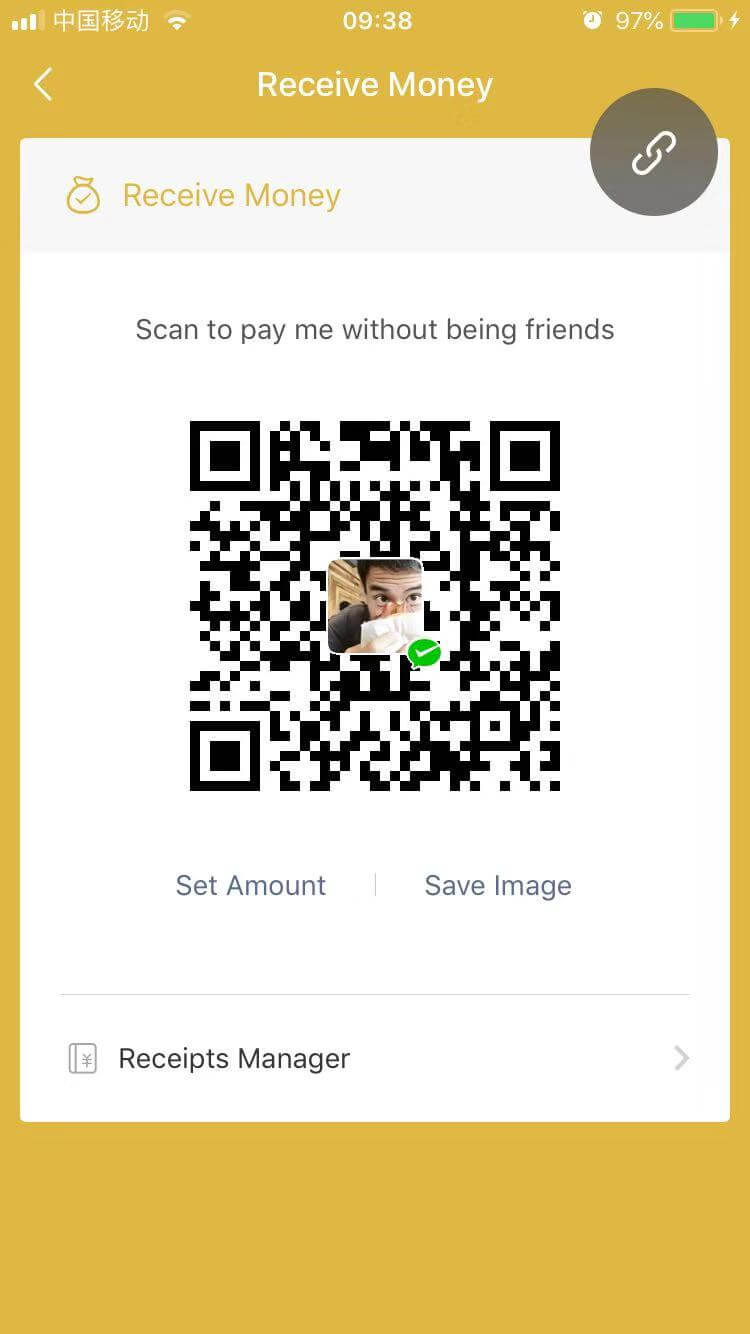 中国移动 09:38 97%
Receive Money
Receive Money
Scan to pay me without being friends
Set Amount Save Image
Receipts Manager